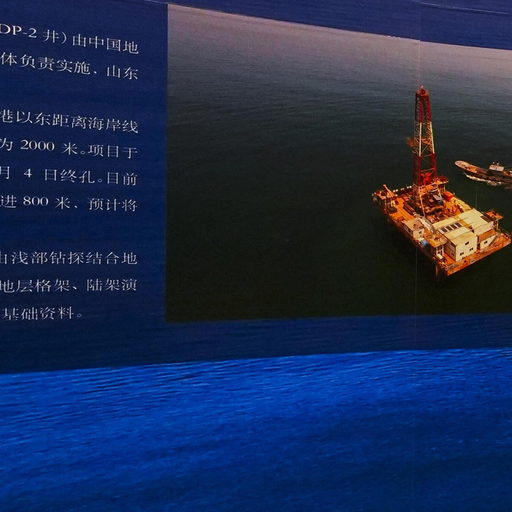 DP-2 井）由中国地
体负责实施、山东
港以东距离海岸线
为 2000 米。项目于
月 4 日终孔。目前
进 800 米、预计将
由浅部钻探结合地
地层格架、陆架演
基础资料。